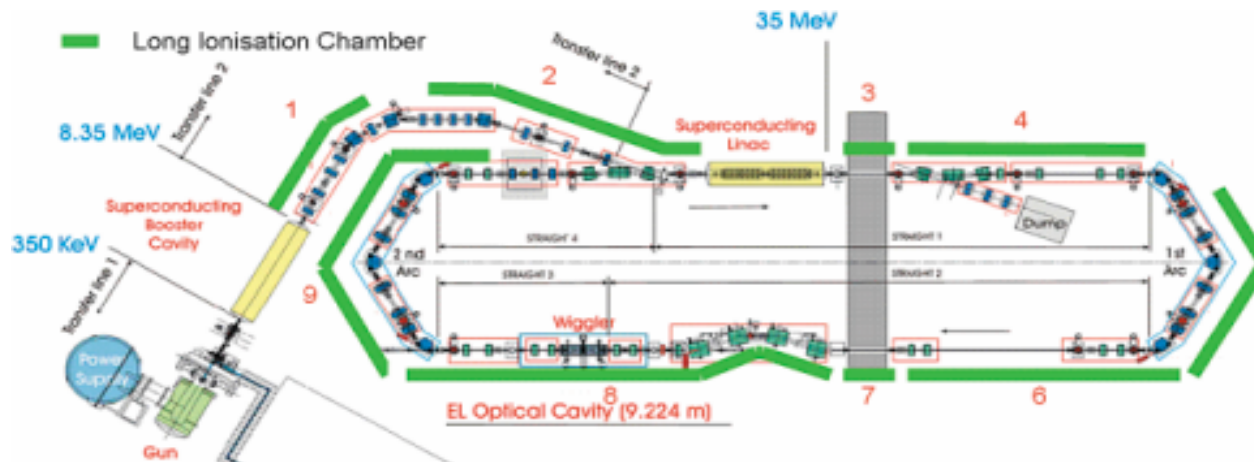 Long Ionisation Chamber
35 MeV
1
2
3
4
Transfer line 2
Transfer line 2
8.35 MeV
Superconducting
Linac
Superconducting
Booster
Cavity
Dump
350 KeV
STRAIGHT 4
STRAIGHT 1
2 nd
Arc
1st
Arc
STRAIGHT 3
STRAIGHT 2
9
Transfer line 1
Wiggler
Power
Supply
8
7
6
EL Optical Cavity (9.224 m)
Gun